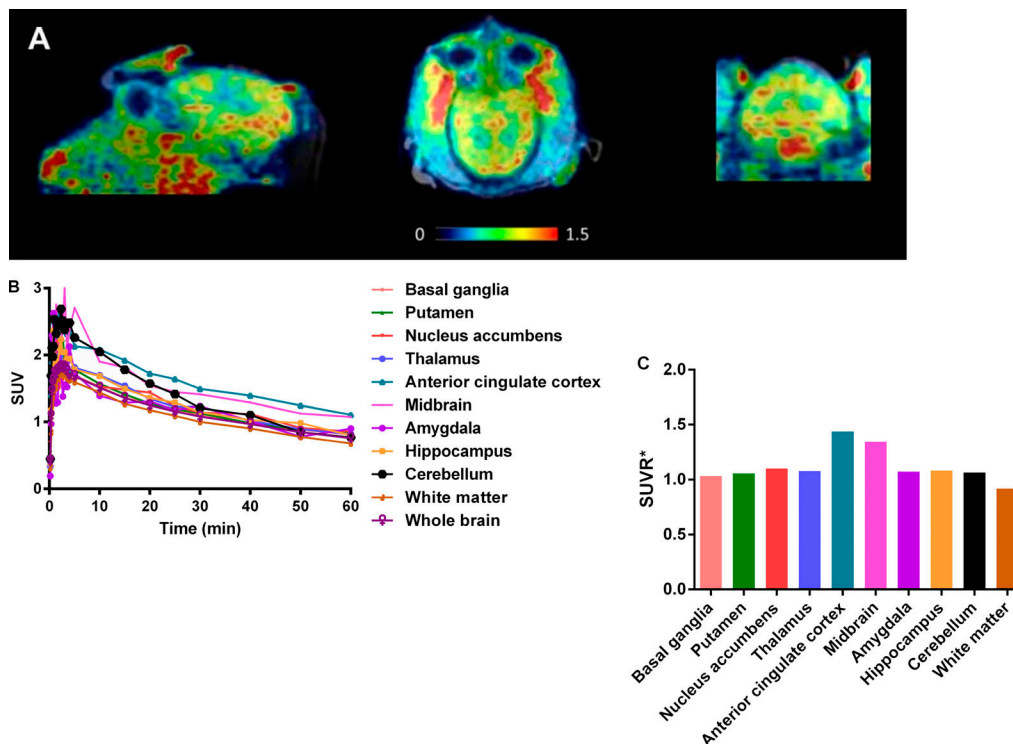 A
0 1.5
B
3
2
1
0
SUV
0 10 20 30 40 50 60
Time (min)
Basal ganglia
Putamen
Nucleus accumbens
Thalamus
Anterior cingulate cortex
Midbrain
Amygdala
Hippocampus
Cerebellum
White matter
Whole brain
C
2.0
1.5
1.0
0.5
0.0
SUVR*
Basal ganglia
Putamen
Nucleus accumbens
Thalamus
Anterior cingulate cortex
Midbrain
Amygdala
Hippocampus
Cerebellum
White matter